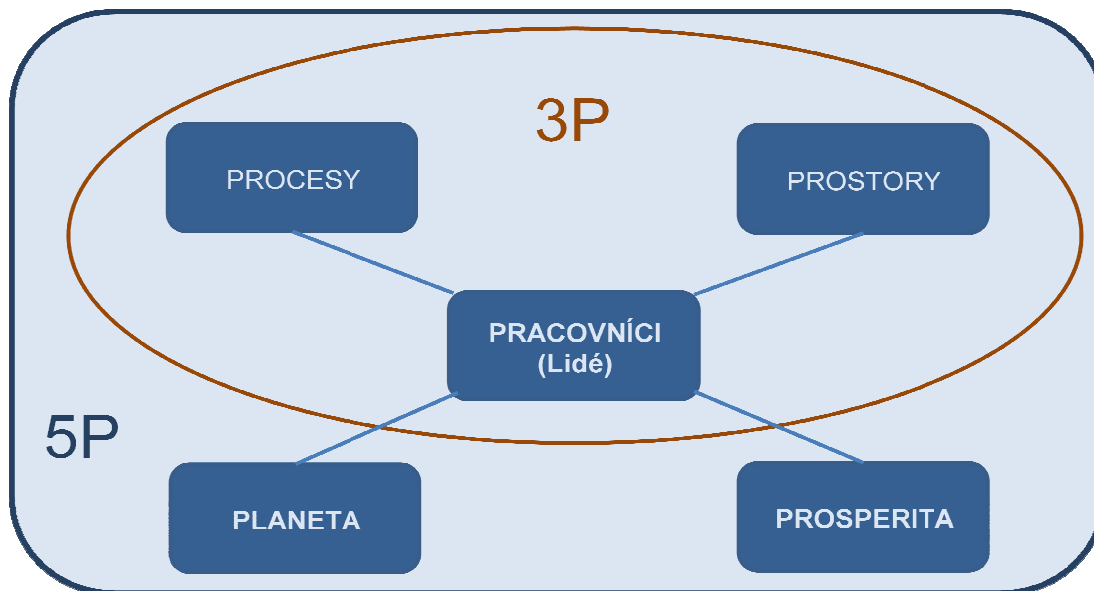 3P
PROCESY
PROSTORY
PRACOVNÍCI
(Lidé)
5P
PLANETA
PROSPERITA